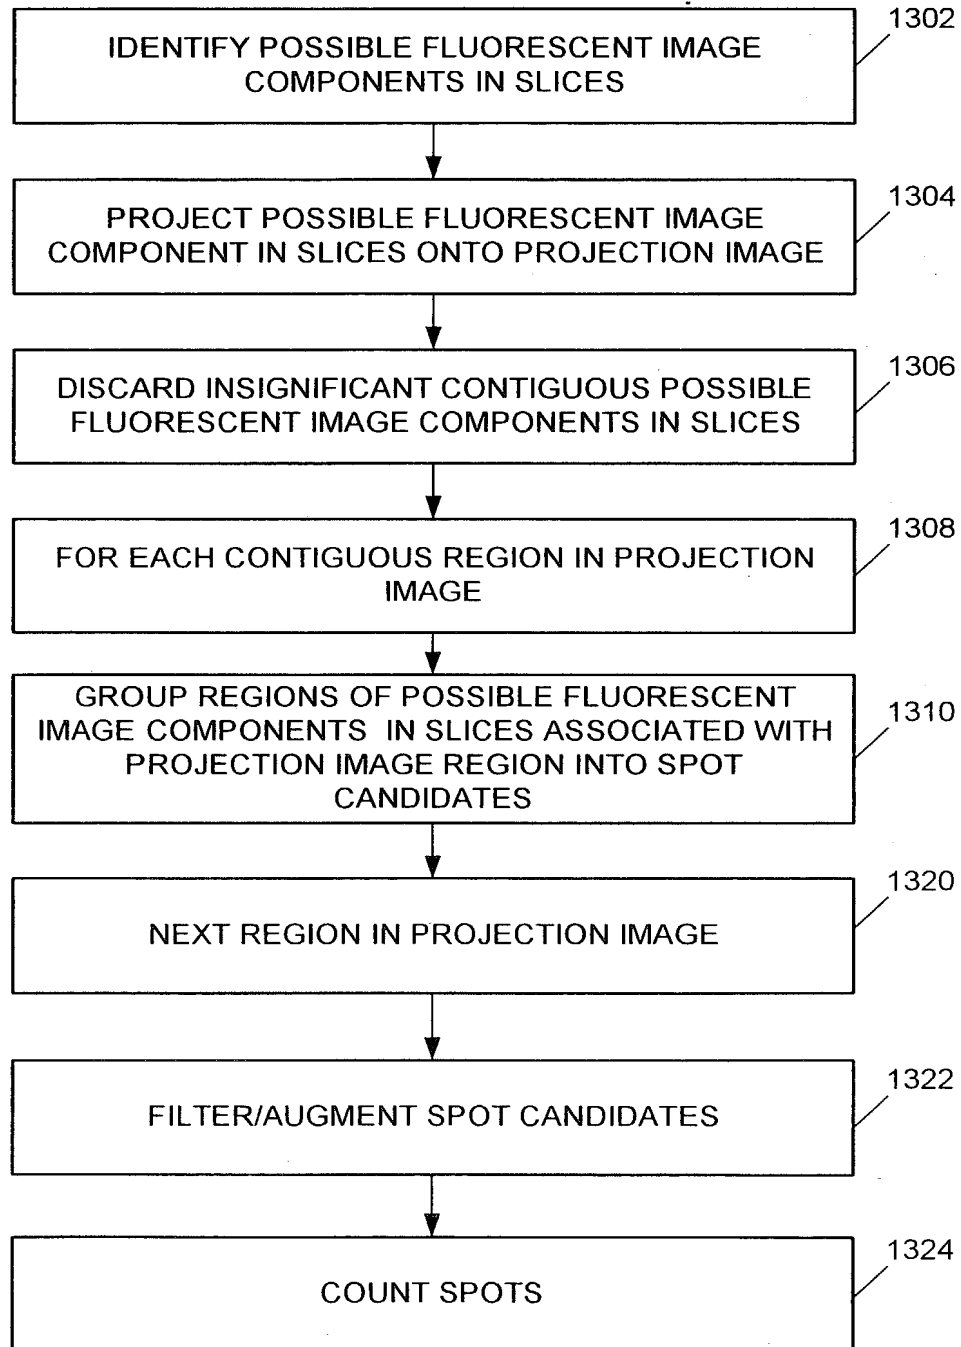 1302
IDENTIFY POSSIBLE FLUORESCENT IMAGE
COMPONENTS IN SLICES
1304
PROJECT POSSIBLE FLUORESCENT IMAGE
COMPONENT IN SLICES ONTO PROJECTION IMAGE
1306
DISCARD INSIGNIFICANT CONTIGUOUS POSSIBLE
FLUORESCENT IMAGE COMPONENTS IN SLICES
1308
FOR EACH CONTIGUOUS REGION IN PROJECTION
IMAGE
1310
GROUP REGIONS OF POSSIBLE FLUORESCENT
IMAGE COMPONENTS IN SLICES ASSOCIATED WITH
PROJECTION IMAGE REGION INTO SPOT
CANDIDATES
1320
NEXT REGION IN PROJECTION IMAGE
1322
FILTER/AUGMENT SPOT CANDIDATES
1324
COUNT SPOTS